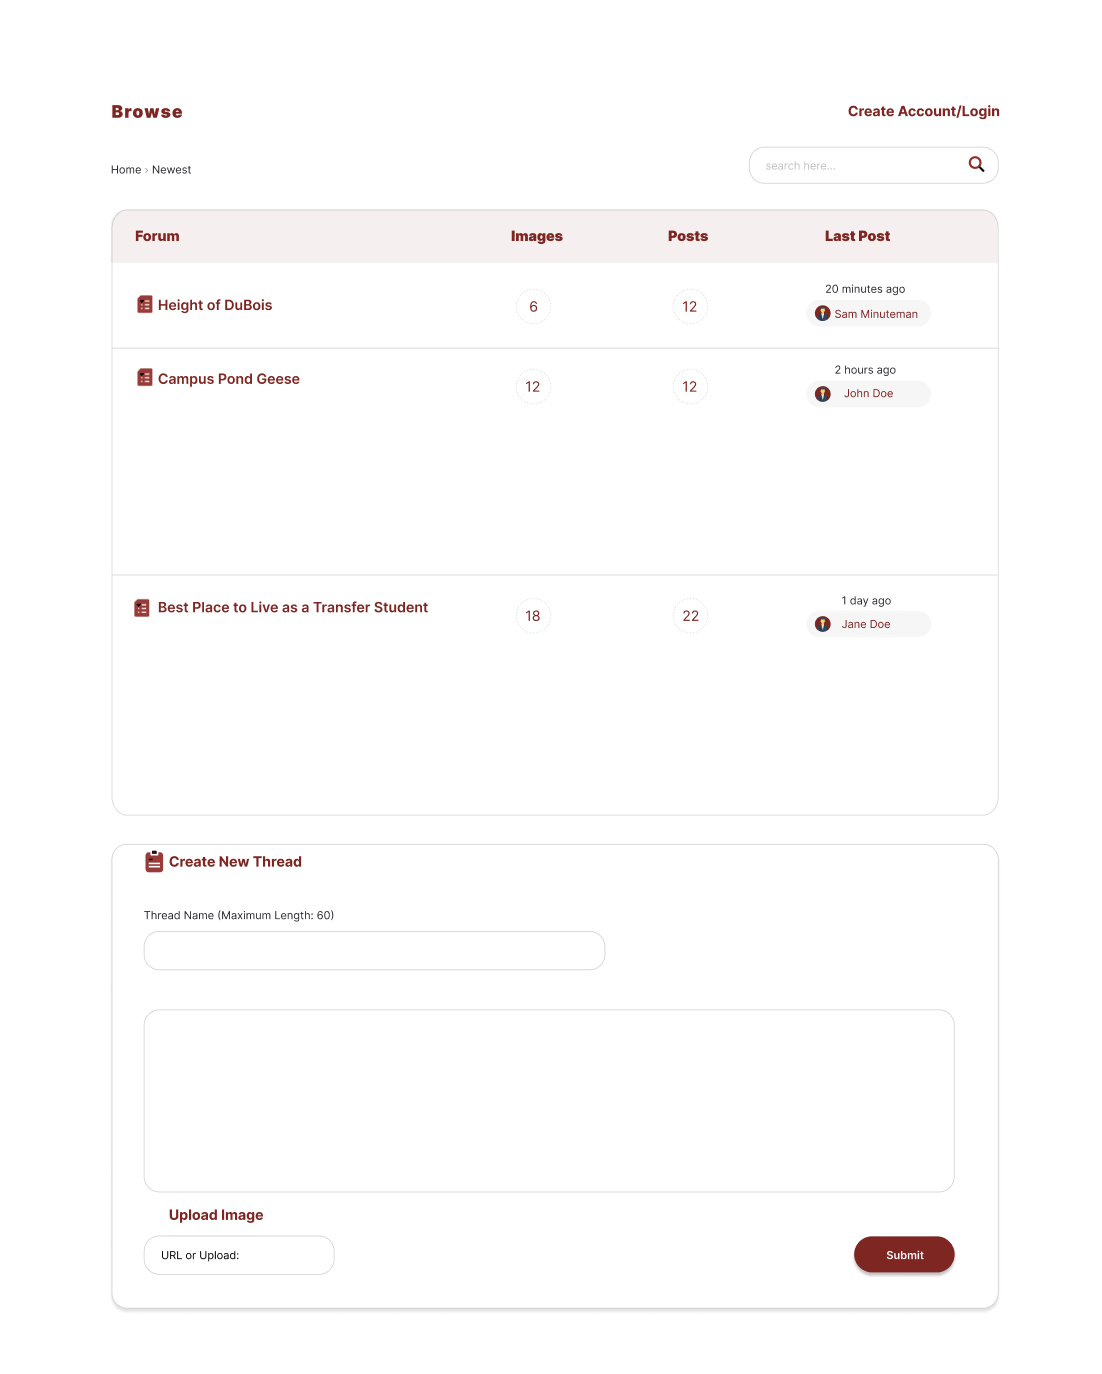 Browse
Create Account/Login
Home › Newest
search here...
Forum
Images
Posts
Last Post
Height of DuBois
6
12
20 minutes ago
Sam Minuteman
Campus Pond Geese
12
12
2 hours ago
John Doe
Best Place to Live as a Transfer Student
18
22
1 day ago
Jane Doe
Create New Thread
Thread Name (Maximum Length: 60)
Upload Image
URL or Upload:
Submit